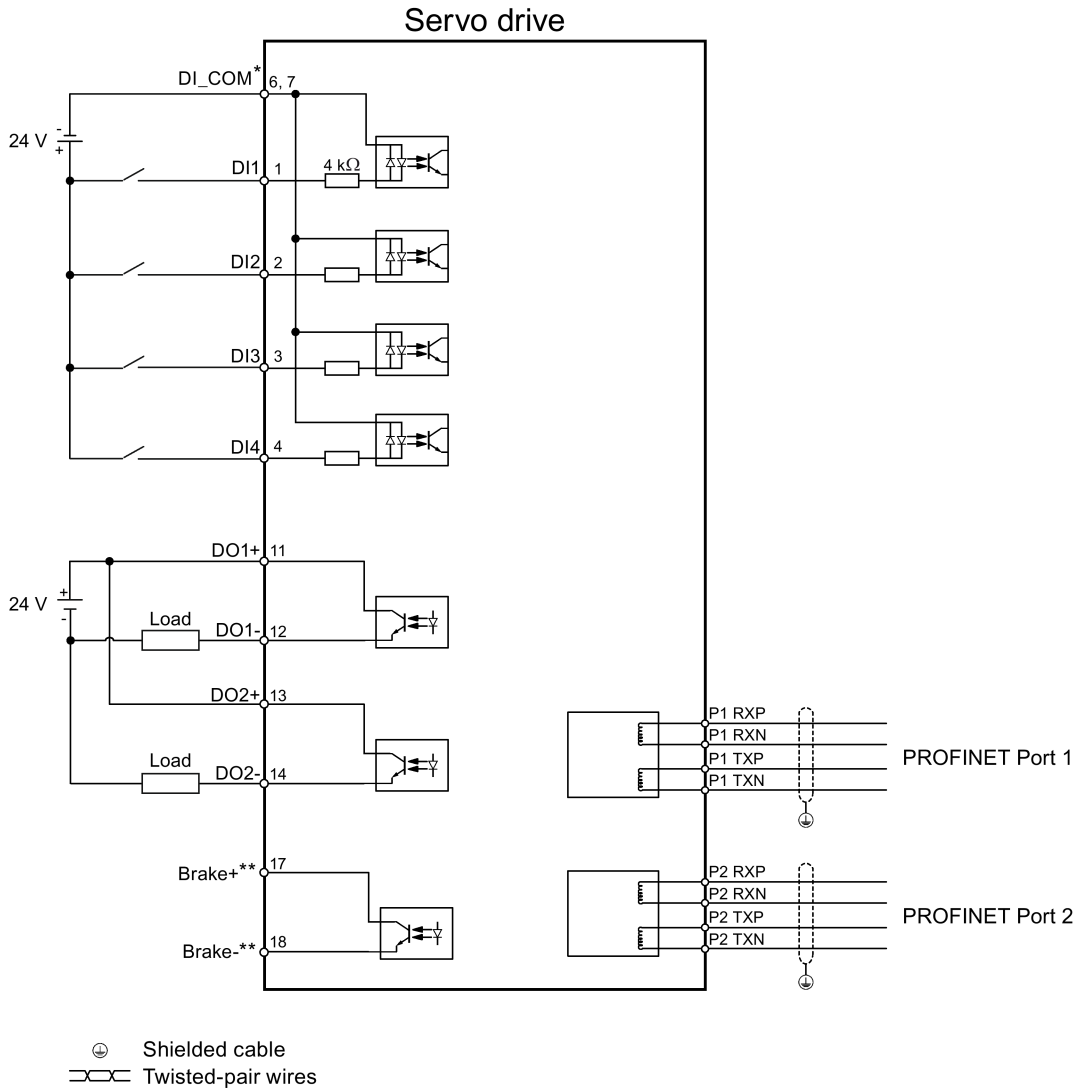 Servo drive
DI_COM*
6, 7
24 V
-
+
DI1
1
4 kΩ
DI2
2
DI3
3
DI4
4
DO1+
11
24 V
+
-
Load
DO1-
12
DO2+
13
Load
DO2-
14
P1 RXP
P1 RXN
P1 TXP
P1 TXN
PROFINET Port 1
Brake+**
17
Brake-**
18
P2 RXP
P2 RXN
P2 TXP
P2 TXN
PROFINET Port 2
Shielded cable
Twisted-pair wires